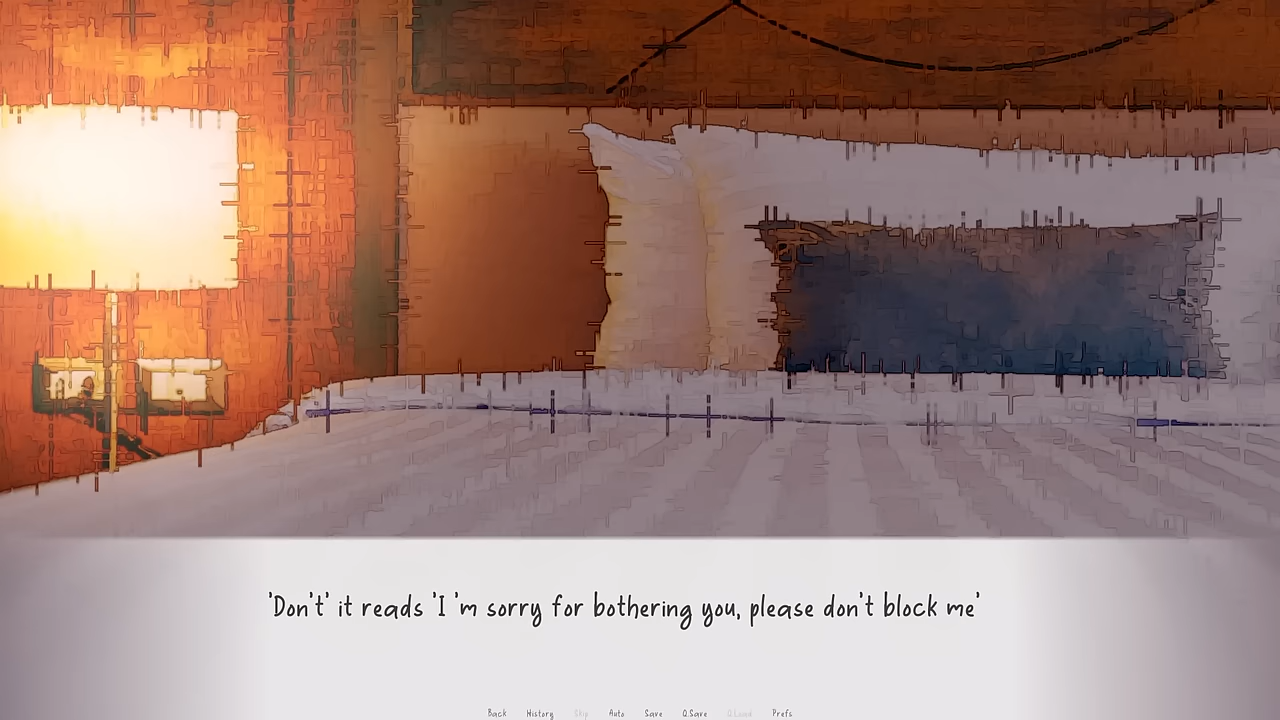 'Don't' it reads 'I 'm sorry for bothering you, please don't block me'
Back History Skip Auto Save Q.Save Q.Load Prefs